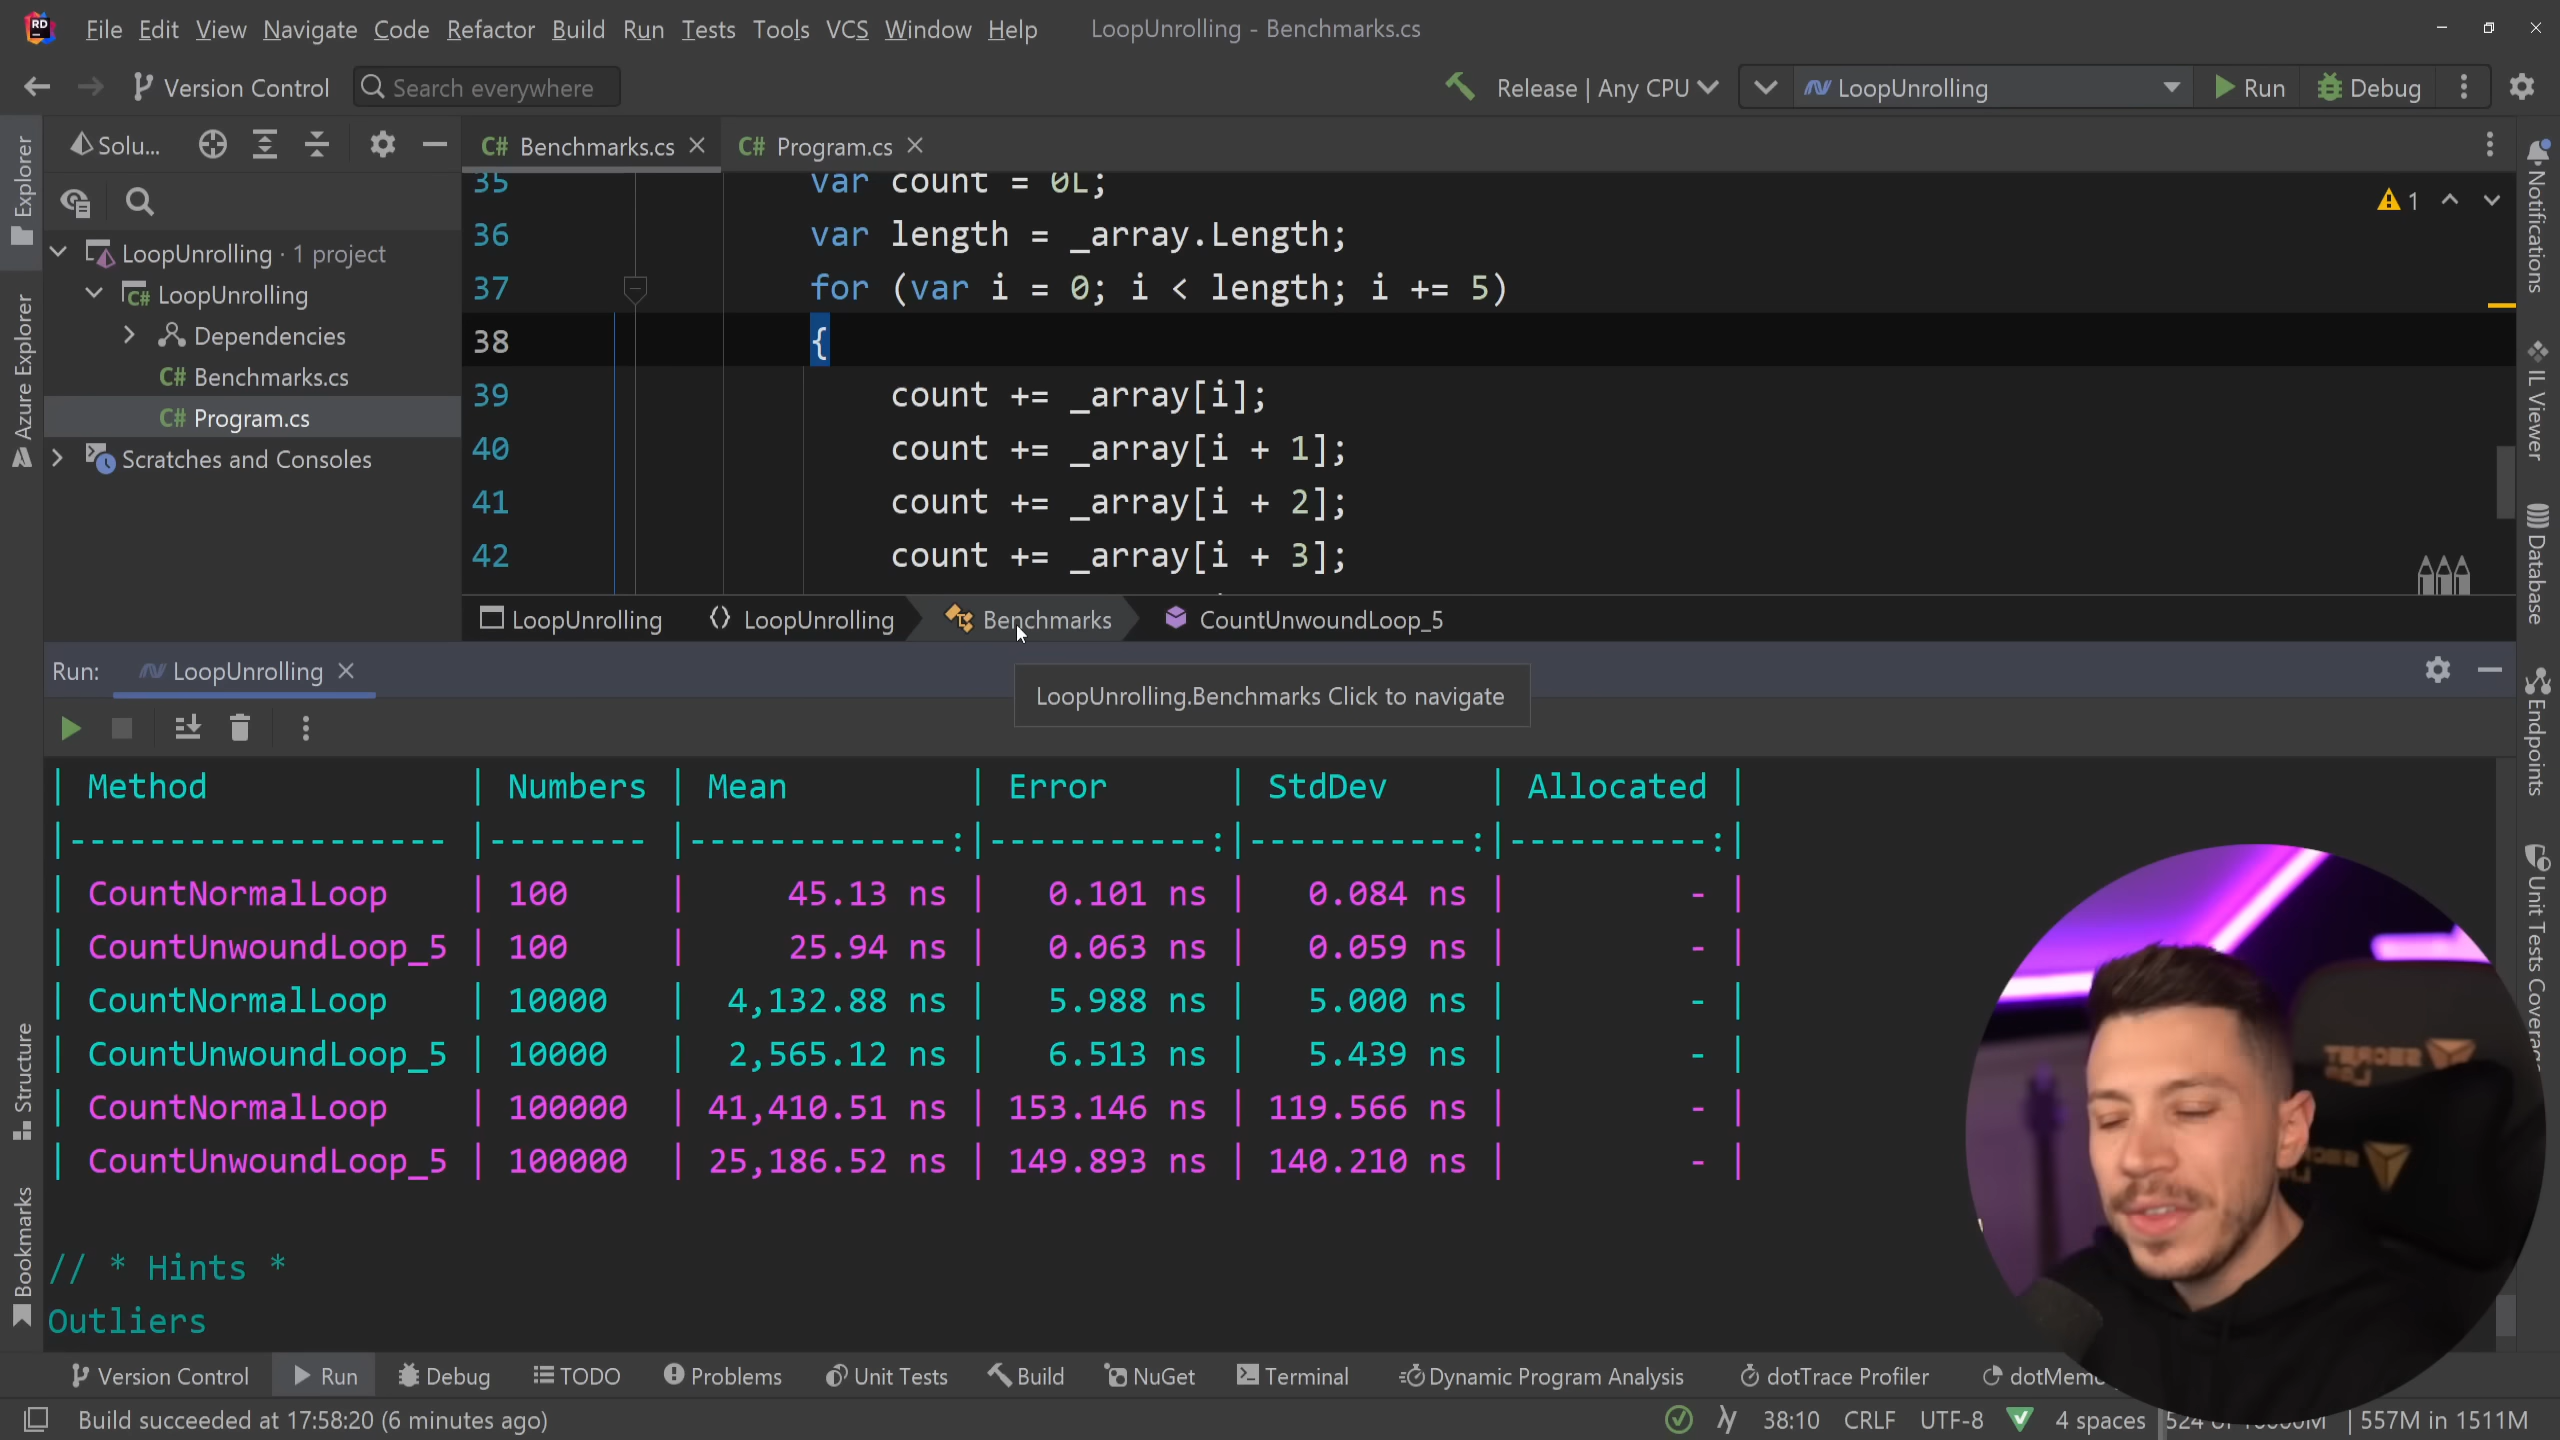 File Edit View Navigate Code Refactor Build Run Tests Tools VCS Window Help LoopUnrolling - Benchmarks.cs
Version Control Search everywhere Release | Any CPU LoopUnrolling Run Debug
Solu... C# Benchmarks.cs C# Program.cs
Explorer
Azure Explorer
Structure
Bookmarks
LoopUnrolling · 1 project
LoopUnrolling
Dependencies
C# Benchmarks.cs
C# Program.cs
Scratches and Consoles
35 var count = 0L;
36 var length = _array.Length;
37 for (var i = 0; i < length; i += 5)
38 {
39 count += _array[i];
40 count += _array[i + 1];
41 count += _array[i + 2];
42 count += _array[i + 3];
1
Notifications
IL Viewer
Database
Endpoints
Unit Tests Coverage
LoopUnrolling LoopUnrolling Benchmarks CountUnwoundLoop_5
Run: LoopUnrolling
LoopUnrolling.Benchmarks Click to navigate
| Method | Numbers | Mean | Error | StdDev | Allocated |
|------------------- |-------- |-------------:|-----------:|-----------:|----------:|
| CountNormalLoop | 100 | 45.13 ns | 0.101 ns | 0.084 ns | - |
| CountUnwoundLoop_5 | 100 | 25.94 ns | 0.063 ns | 0.059 ns | - |
| CountNormalLoop | 10000 | 4,132.88 ns | 5.988 ns | 5.000 ns | - |
| CountUnwoundLoop_5 | 10000 | 2,565.12 ns | 6.513 ns | 5.439 ns | - |
| CountNormalLoop | 100000 | 41,410.51 ns | 153.146 ns | 119.566 ns | - |
| CountUnwoundLoop_5 | 100000 | 25,186.52 ns | 149.893 ns | 140.210 ns | - |
// * Hints *
Outliers
Version Control Run Debug TODO Problems Unit Tests Build NuGet Terminal Dynamic Program Analysis dotTrace Profiler
Build succeeded at 17:58:20 (6 minutes ago) 38:10 CRLF UTF-8 4 spaces 557M in 1511M